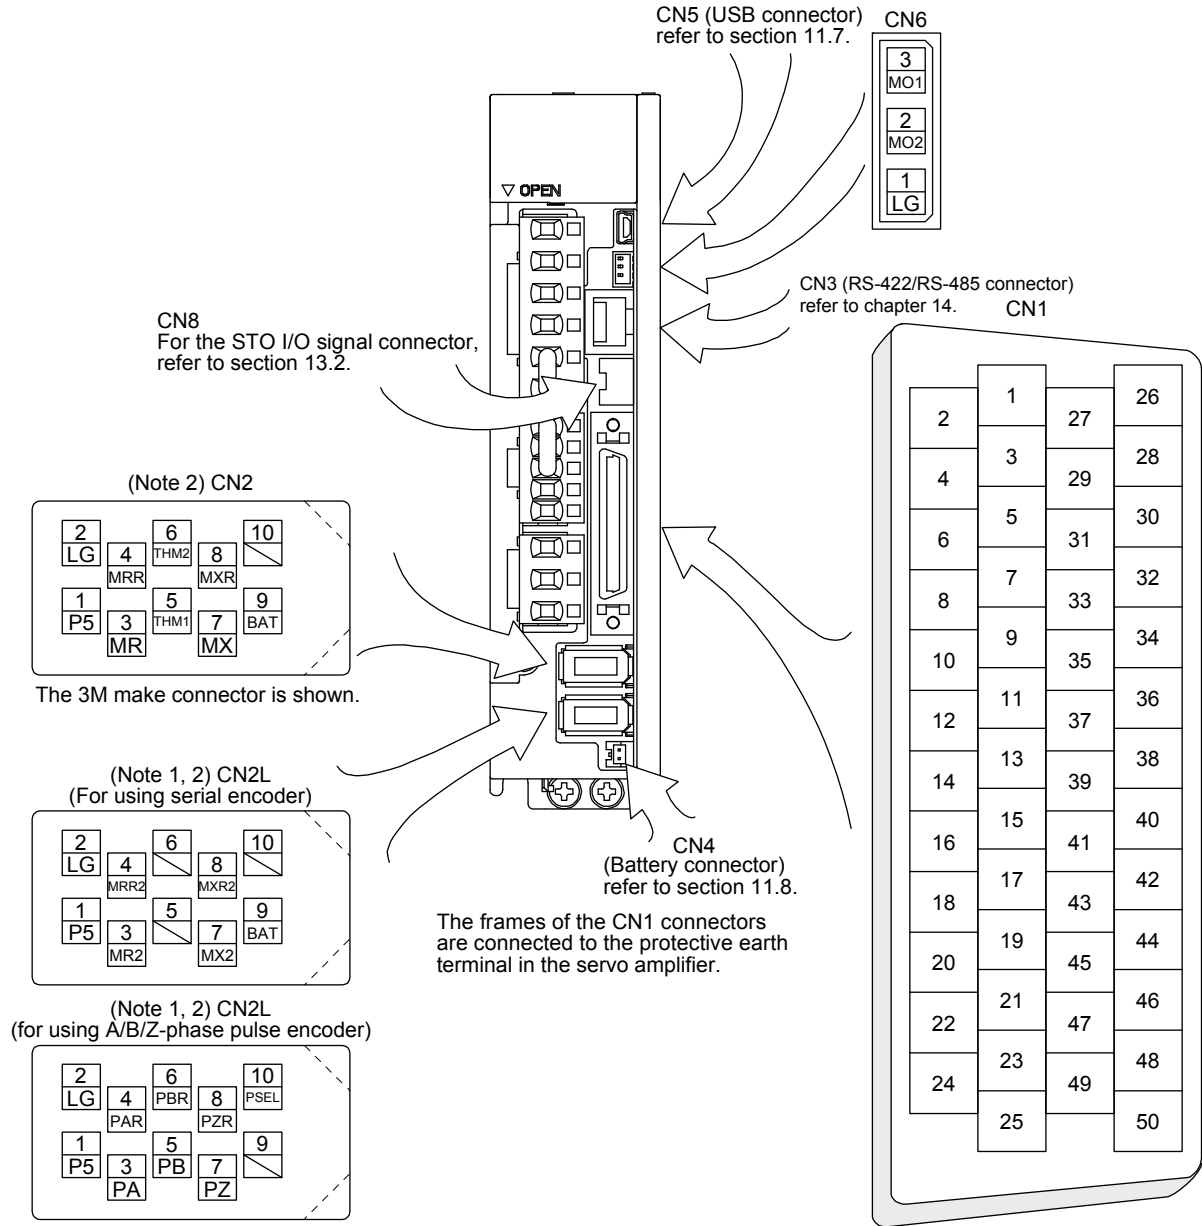 CN5 (USB connector)
refer to section 11.7.
CN6
3
MO1
2
MO2
1
LG
▽ OPEN
CN3 (RS-422/RS-485 connector)
refer to chapter 14.
CN8
For the STO I/O signal connector,
refer to section 13.2.
(Note 2) CN2
2 6 10
LG 4 THM2 8
MRR MXR
1 5 9
P5 3 THM1 7 BAT
MR MX
The 3M make connector is shown.
(Note 1, 2) CN2L
(For using serial encoder)
2 6 10
LG 4 8
MRR2 MXR2
1 5 9
P5 3 7 BAT
MR2 MX2
(Note 1, 2) CN2L
(for using A/B/Z-phase pulse encoder)
2 6 10
LG 4 PBR 8 PSEL
PAR PZR
1 5 9
P5 3 PB 7
PA PZ
CN4
(Battery connector)
refer to section 11.8.
The frames of the CN1 connectors
are connected to the protective earth
terminal in the servo amplifier.
CN1
1 26
2 27
3 28
4 29
5 30
6 31
7 32
8 33
9 34
10 35
11 36
12 37
13 38
14 39
15 40
16 41
17 42
18 43
19 44
20 45
21 46
22 47
23 48
24 49
25 50